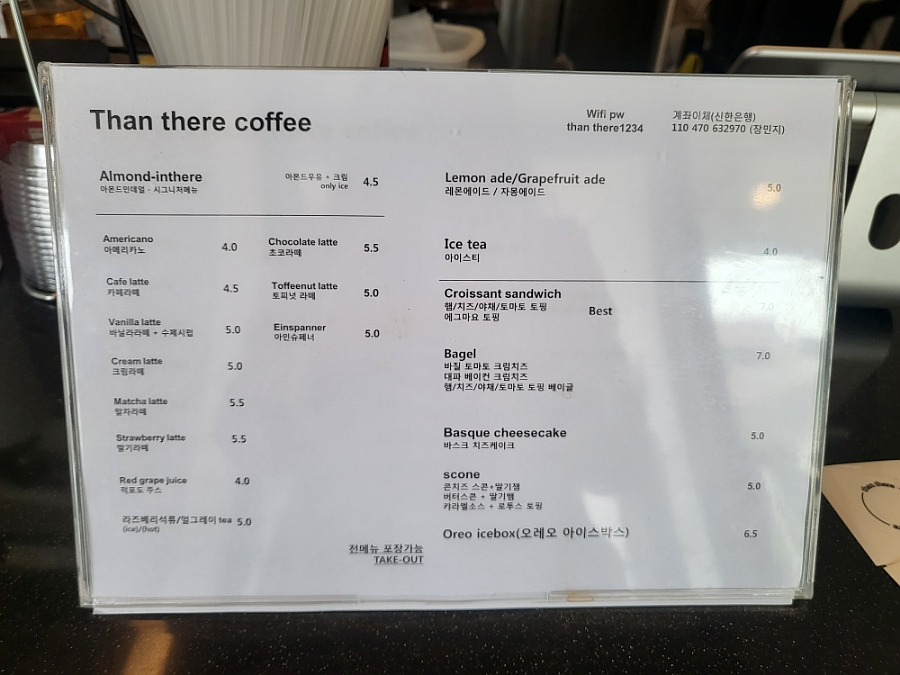 Than there coffee
Wifi pw
than there1234
계좌이체(신한은행)
110 470 632970 (장민지)
Almond-inthere
아몬드인데얼 - 시그니처메뉴
아몬드우유 + 크림
only ice
4.5
Americano
아메리카노
4.0
Cafe latte
카페라떼
4.5
Vanilla latte
바닐라라떼 + 수제시럽
5.0
Cream latte
크림라떼
5.0
Matcha latte
말차라떼
5.5
Strawberry latte
딸기라떼
5.5
Red grape juice
적포도 주스
4.0
라즈베리석류/얼그레이 tea 5.0
(ice)/(hot)
Chocolate latte
초코라떼
5.5
Toffeenut latte
토피넛 라떼
5.0
Einspanner
아인슈페너
5.0
전메뉴 포장가능
TAKE-OUT
Lemon ade/Grapefruit ade
레몬에이드 / 자몽에이드
5.0
Ice tea
아이스티
4.0
Croissant sandwich
햄/치즈/야채/토마토 토핑
에그마요 토핑
Best
7.0
Bagel
바질 토마토 크림치즈
대파 베이컨 크림치즈
햄/치즈/야채/토마토 토핑 베이글
7.0
Basque cheesecake
바스크 치즈케이크
5.0
scone
콘치즈 스콘+딸기잼
버터스콘 + 딸기쨈
카라멜소스 + 로투스 토핑
5.0
Oreo icebox(오레오 아이스박스)
6.5